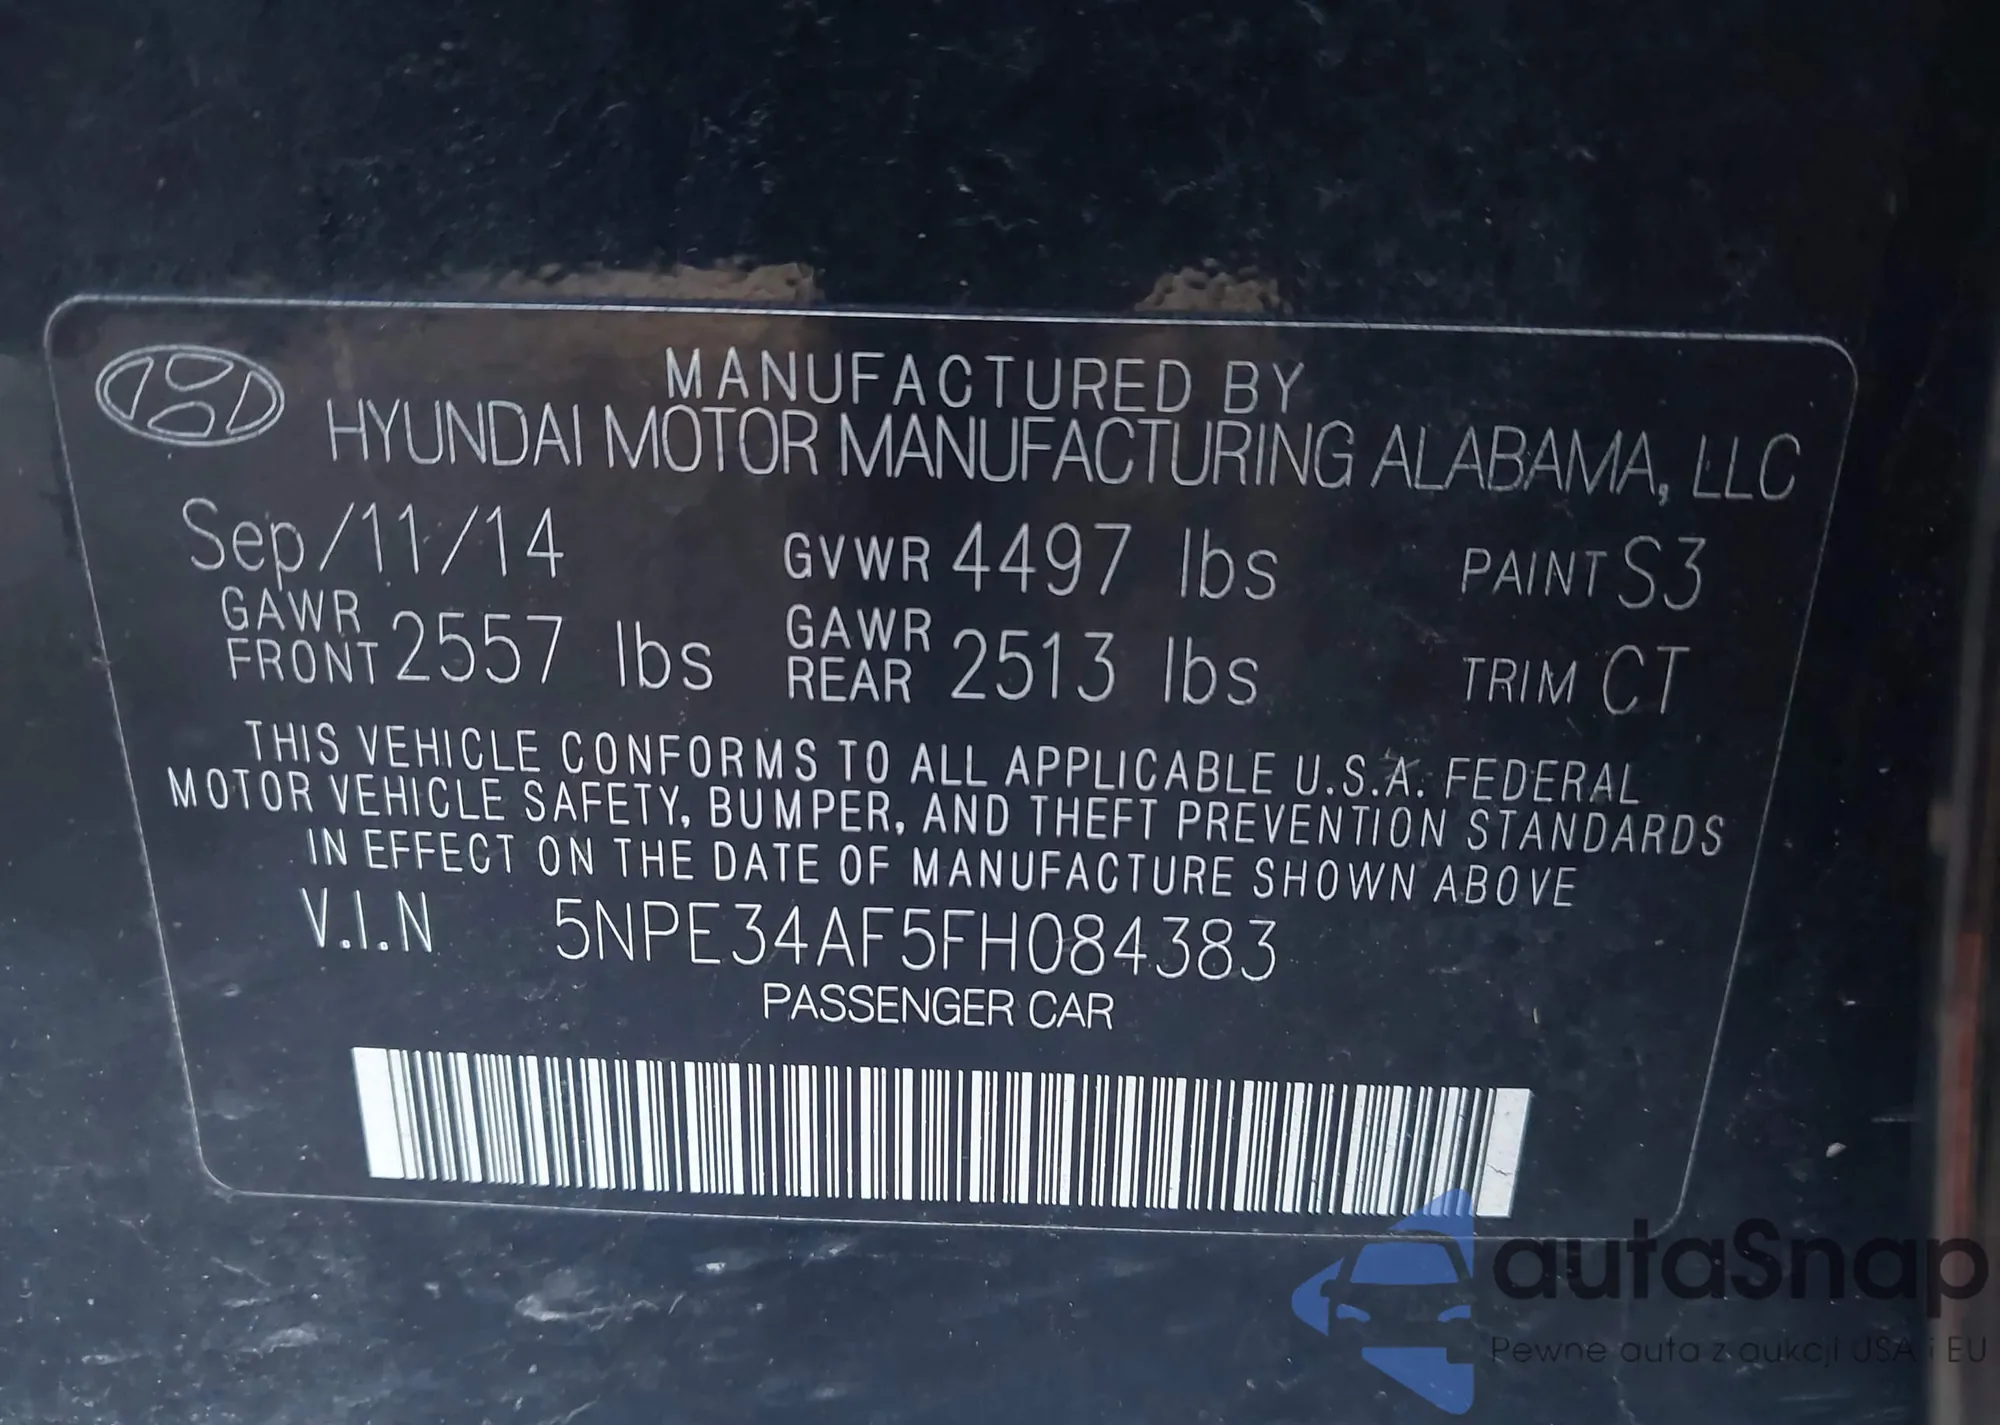 MANUFACTURED BY
HYUNDAI MOTOR MANUFACTURING ALABAMA, LLC
Sep/11/14 GVWR 4497 lbs PAINT S3
GAWR FRONT 2557 lbs GAWR REAR 2513 lbs TRIM CT
THIS VEHICLE CONFORMS TO ALL APPLICABLE U.S.A. FEDERAL
MOTOR VEHICLE SAFETY, BUMPER, AND THEFT PREVENTION STANDARDS
IN EFFECT ON THE DATE OF MANUFACTURE SHOWN ABOVE
V.I.N 5NPE34AF5FH084383
PASSENGER CAR
autaSnap
Pewne auta z aukcji USA i EU